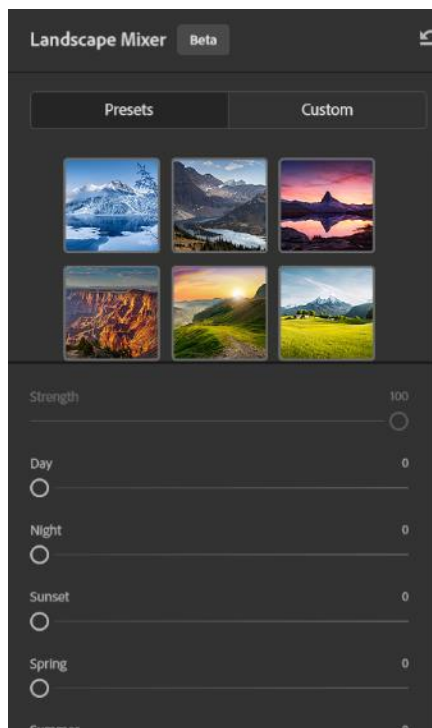 Landscape Mixer Beta
Presets Custom
Strength 100
Day 0
Night 0
Sunset 0
Spring 0